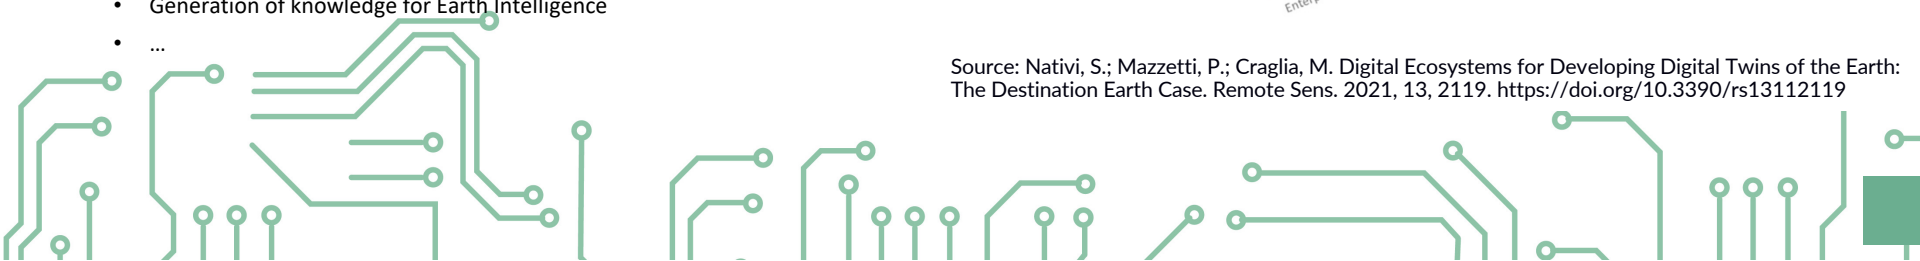 • Generation of knowledge for Earth Intelligence
• ...
Source: Nativi, S.; Mazzetti, P.; Craglia, M. Digital Ecosystems for Developing Digital Twins of the Earth:
The Destination Earth Case. Remote Sens. 2021, 13, 2119. https://doi.org/10.3390/rs13112119